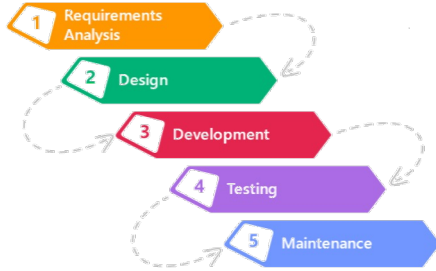 1
Requirements
Analysis
2
Design
3
Development
4
Testing
5
Maintenance